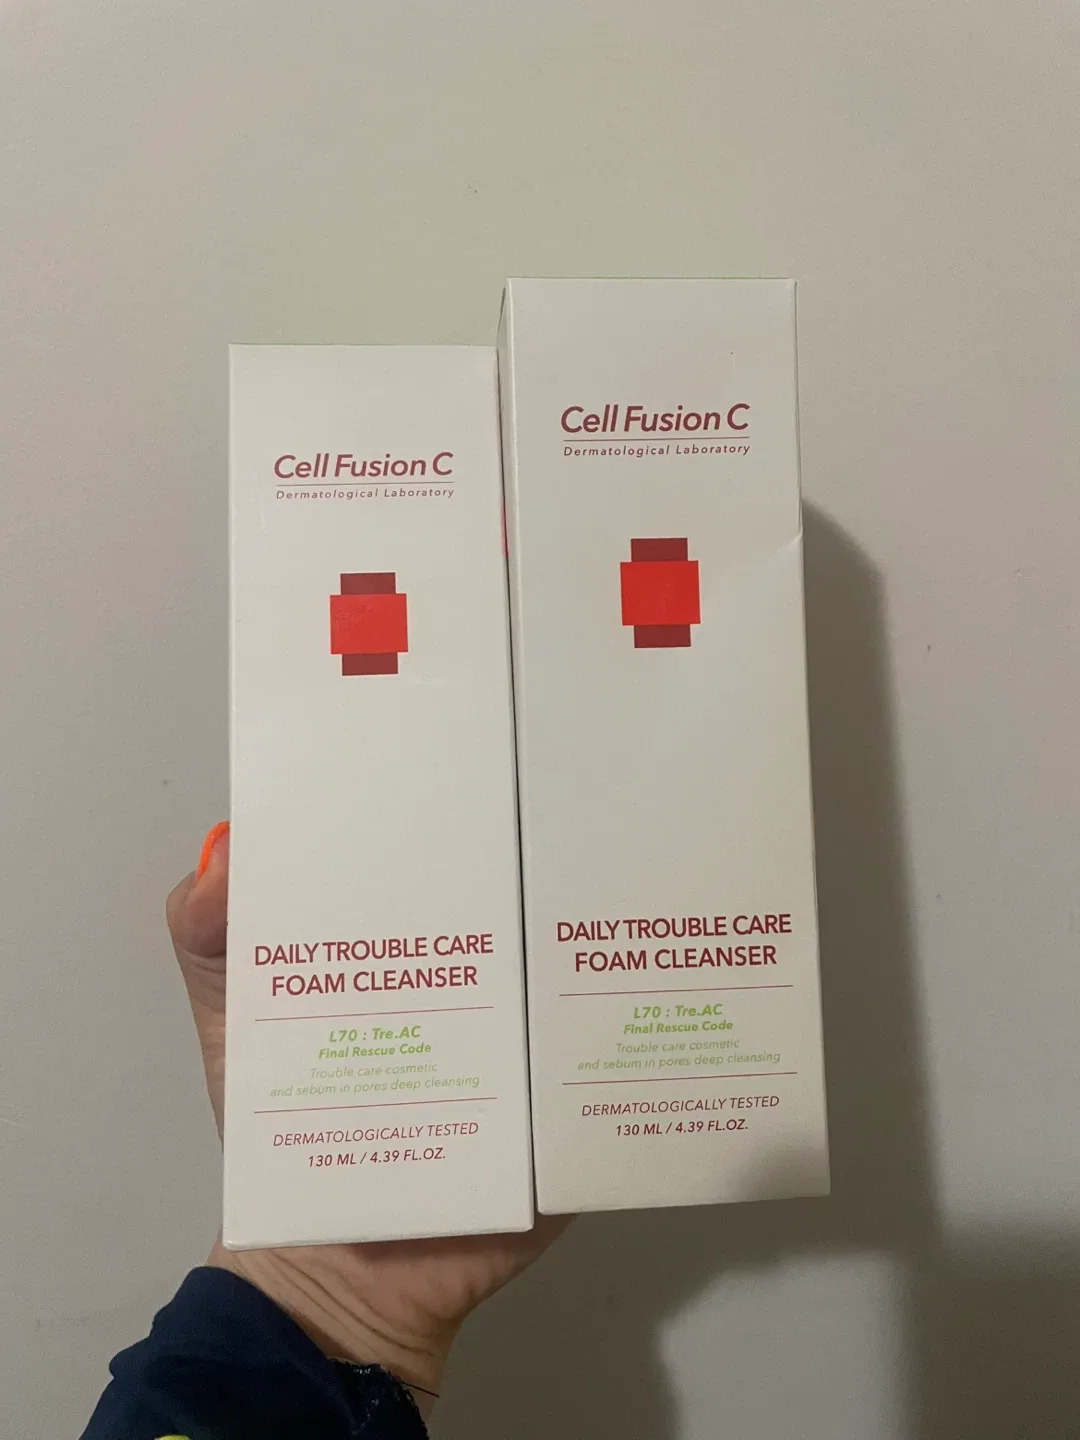 Cell Fusion C
Dermatological Laboratory
DAILY TROUBLE CARE
FOAM CLEANSER
L70 : Tre.AC
Final Rescue Code
Trouble care cosmetic
and sebum in pores deep cleansing
DERMATOLOGICALLY TESTED
130 ML / 4.39 FL.OZ.
Cell Fusion C
Dermatological Laboratory
DAILY TROUBLE CARE
FOAM CLEANSER
L70 : Tre.AC
Final Rescue Code
Trouble care cosmetic
and sebum in pores deep cleansing
DERMATOLOGICALLY TESTED
130 ML / 4.39 FL.OZ.